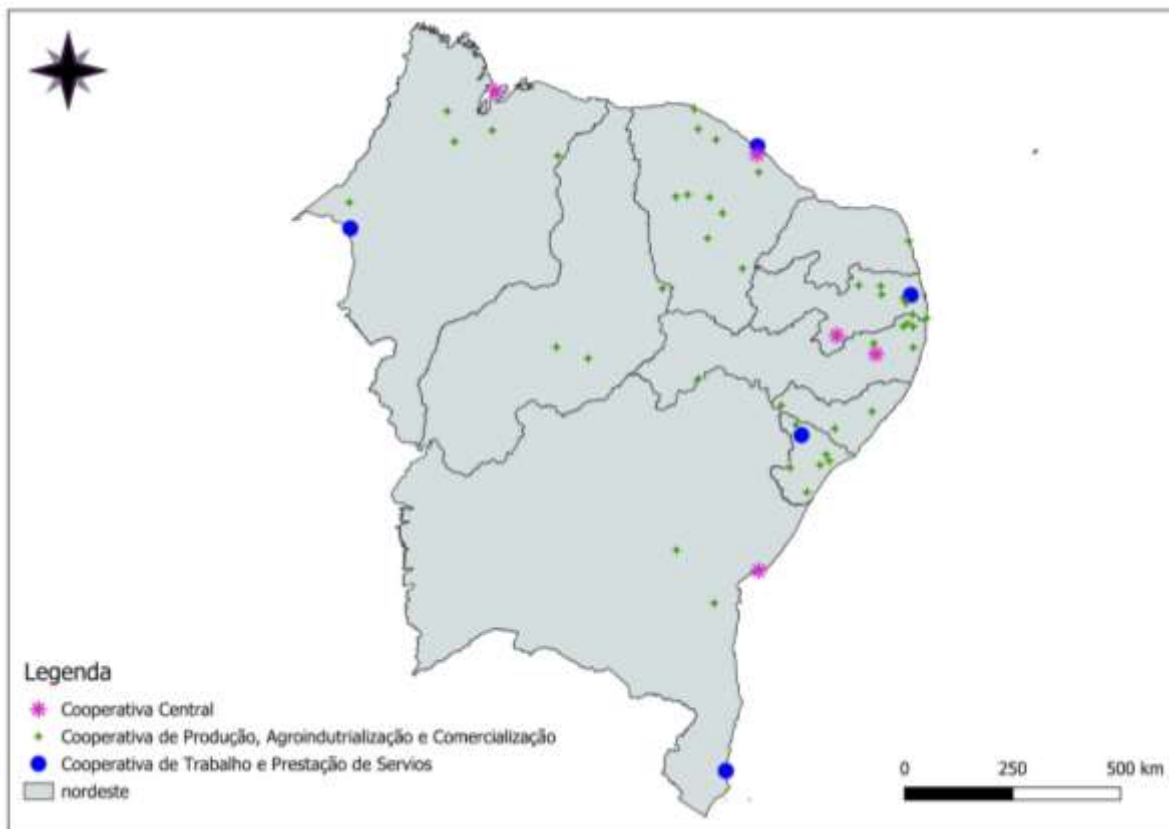 Legenda
Cooperativa Central
Cooperativa de Produção, Agroindutrialização e Comercialização
Cooperativa de Trabalho e Prestação de Servios
nordeste
0 250 500 km